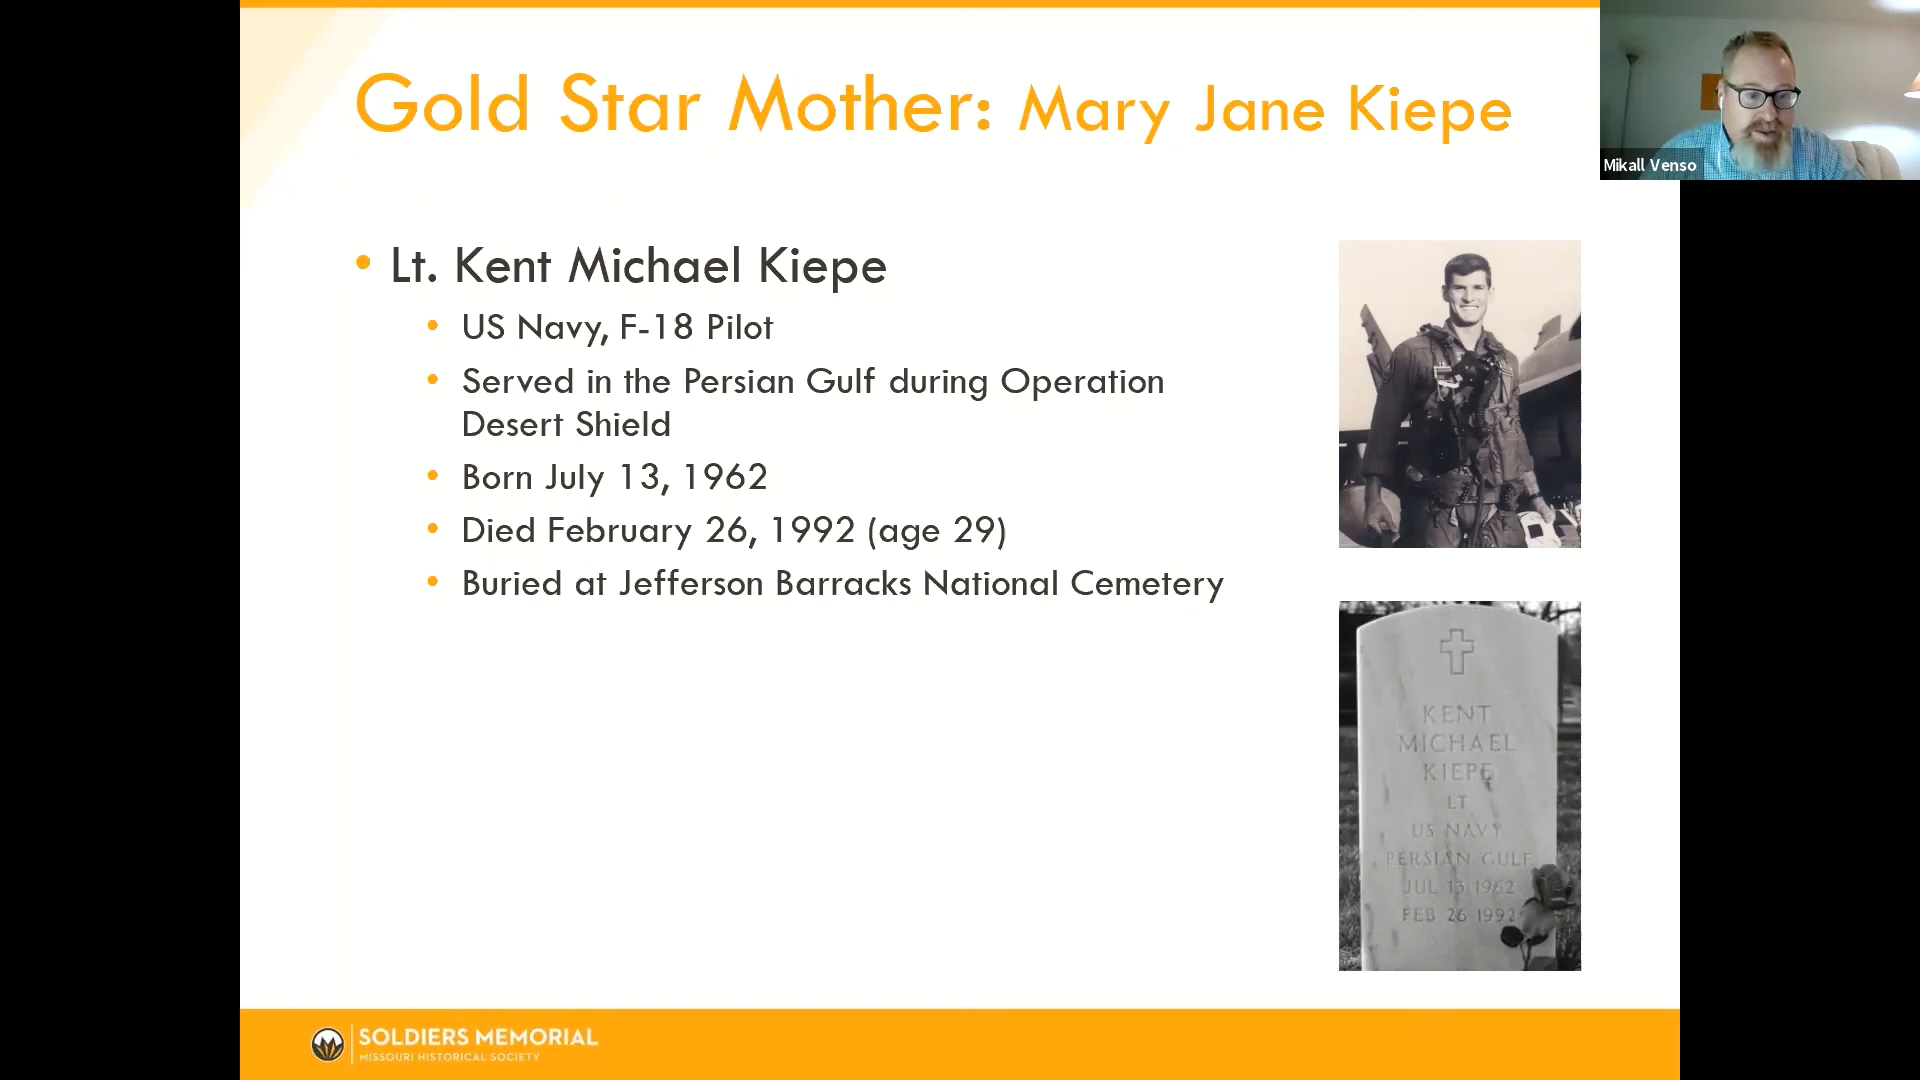 Gold Star Mother: Mary Jane Kiepe
Mikall Venso
• Lt. Kent Michael Kiepe
• US Navy, F-18 Pilot
• Served in the Persian Gulf during Operation
Desert Shield
• Born July 13, 1962
• Died February 26, 1992 (age 29)
• Buried at Jefferson Barracks National Cemetery
KENT
MICHAEL
KIEPE
LT
US NAVY
PERSIAN GULF
JUL 13 1962
FEB 26 1992
SOLDIERS MEMORIAL
MISSOURI HISTORICAL SOCIETY